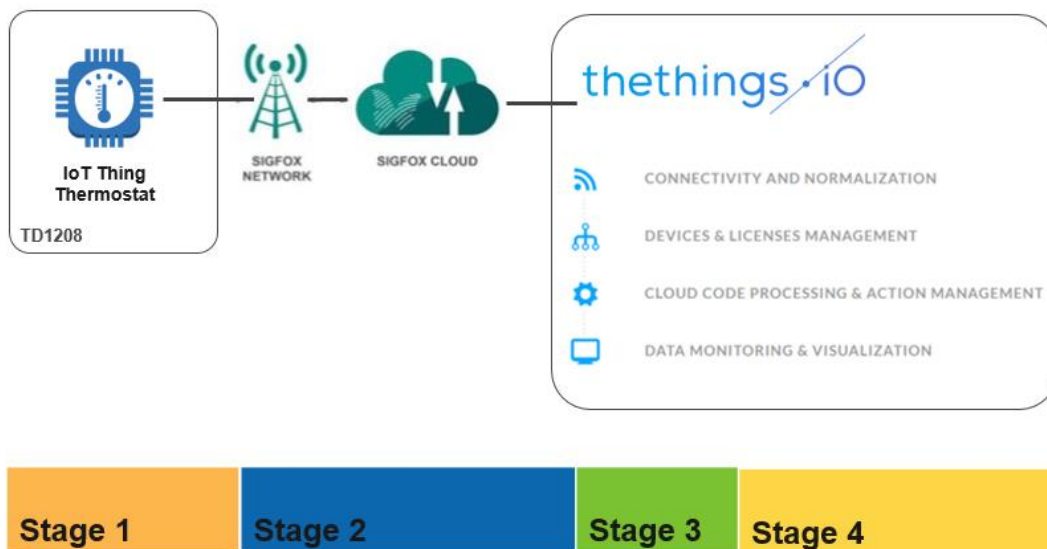 IoT Thing
Thermostat
TD1208
SIGFOX
NETWORK
SIGFOX CLOUD
thethings.iO
CONNECTIVITY AND NORMALIZATION
DEVICES & LICENSES MANAGEMENT
CLOUD CODE PROCESSING & ACTION MANAGEMENT
DATA MONITORING & VISUALIZATION
Stage 1
Stage 2
Stage 3
Stage 4